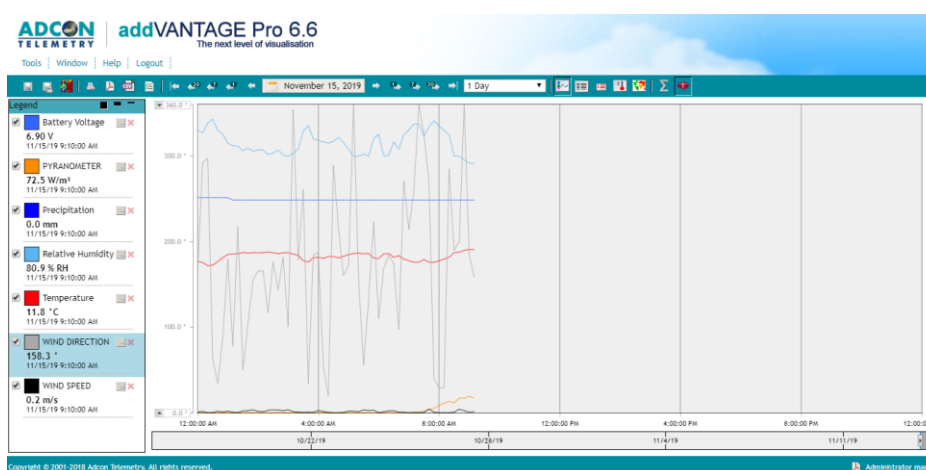 ADCON addVANTAGE Pro 6.6
TELEMETRY The next level of visualisation
Tools Window Help Logout
November 15, 2019 1 Day
Legend
Battery Voltage
6.90 V
11/15/19 9:10:00 AM
PYRANOMETER
72.5 W/m²
11/15/19 9:10:00 AM
Precipitation
0.0 mm
11/15/19 9:10:00 AM
Relative Humidity
80.9 % RH
11/15/19 9:10:00 AM
Temperature
11.8 °C
11/15/19 9:10:00 AM
WIND DIRECTION
158.3 °
11/15/19 9:10:00 AM
WIND SPEED
0.2 m/s
11/15/19 9:10:00 AM
360.0 °
300.0 °
200.0 °
100.0 °
0.0 °
12:00:00 AM 4:00:00 AM 8:00:00 AM 12:00:00 PM 4:00:00 PM 8:00:00 PM 12:00:0
10/22/19 10/28/19 11/4/19 11/11/19
Copyright © 2001-2018 Adcon Telemetry. All rights reserved. Administrator man